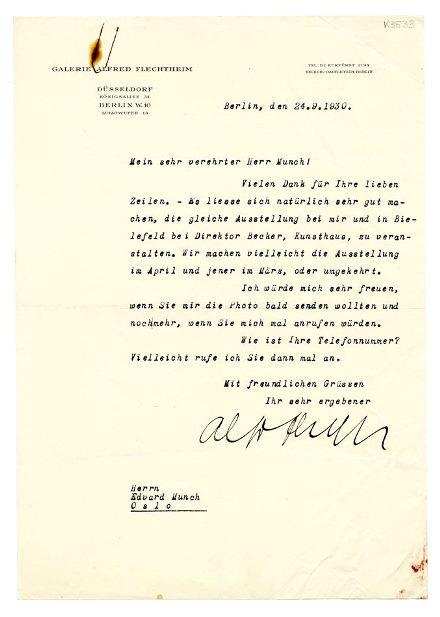 K3533
GALERIE ALFRED FLECHTHEIM
DÜSSELDORF
KÖNIGSALLEE 34
BERLIN W. 10
LÜTZOWUFER 13
Berlin, den 24.9.1930.
Mein sehr verehrter Herr Munch!
Vielen Dank für Ihre lieben
Zeilen. - Es liesse sich natürlich sehr gut ma-
chen, die gleiche Ausstellung bei mir und in Bie-
lefeld bei Direktor Becker, Kunsthaus, zu veran-
stalten. Wir machen vielleicht die Ausstellung
im April und jener im März, oder umgekehrt.
Ich würde mich sehr freuen,
wenn Sie mir die Photo bald senden wollten und
nochmehr, wenn Sie mich mal anrufen würden.
Wie ist Ihre Telefonnummer?
Vielleicht rufe ich Sie dann mal an.
Mit freundlichen Grüssen
Ihr sehr ergebener
Herrn
Edvard Munch
Oslo